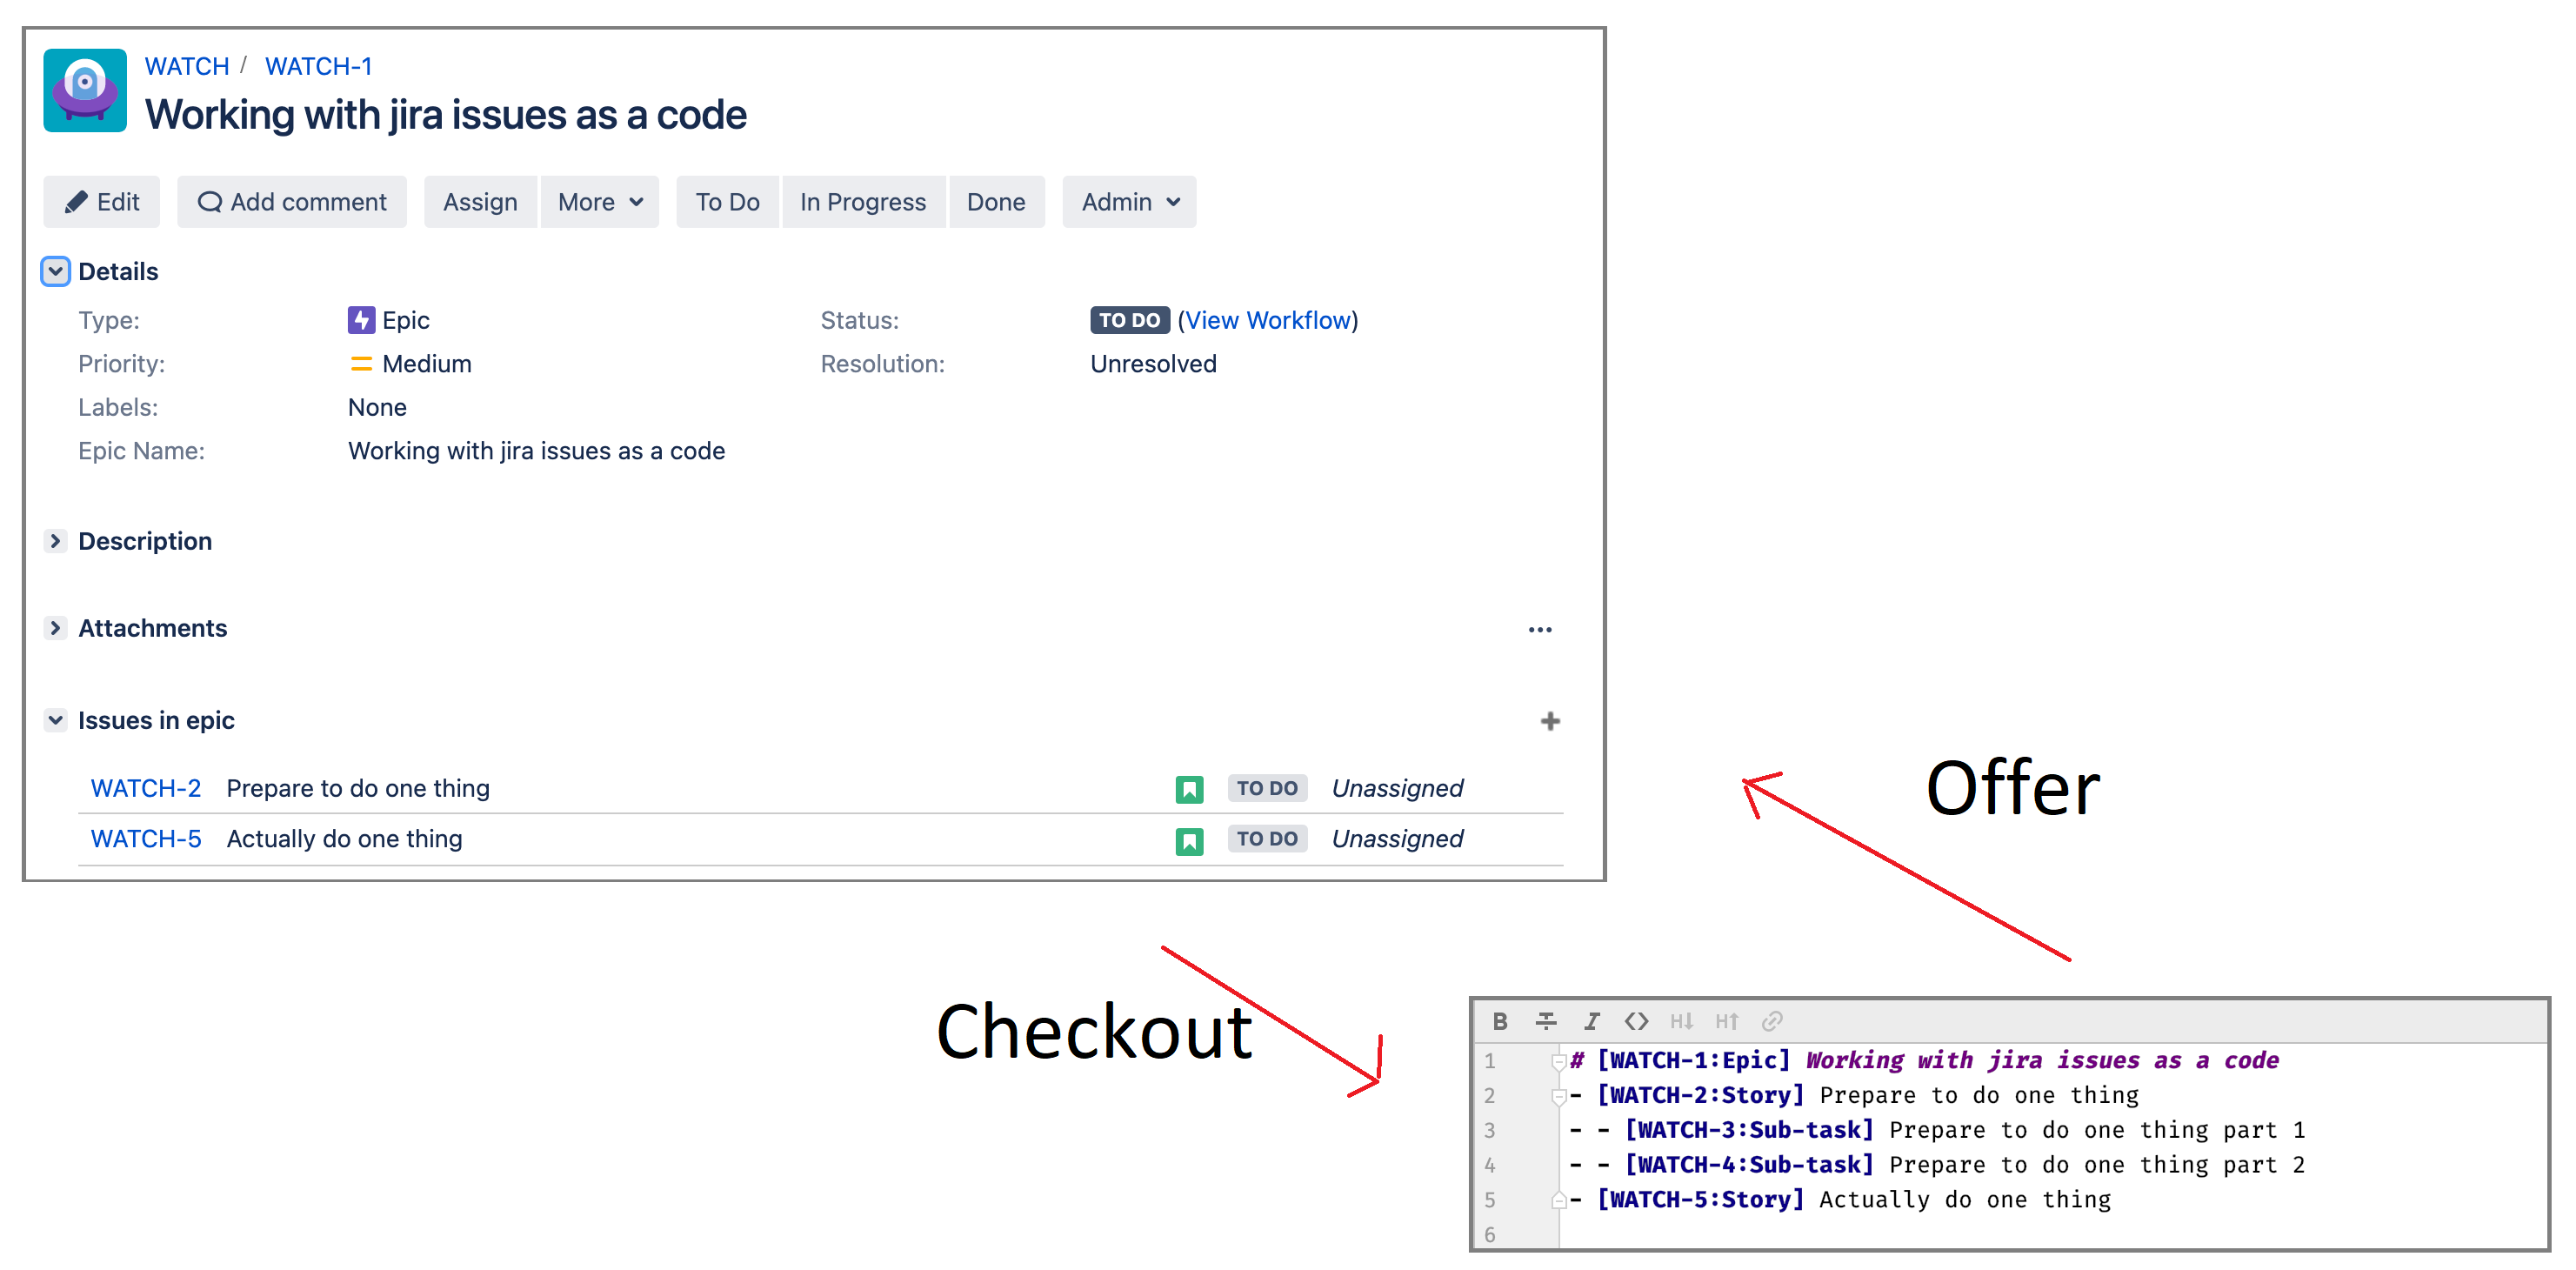 WATCH / WATCH-1
Working with jira issues as a code
Edit Add comment Assign More To Do In Progress Done Admin
Details
Type: Epic Status: TO DO (View Workflow)
Priority: Medium Resolution: Unresolved
Labels: None
Epic Name: Working with jira issues as a code
Description
Attachments
Issues in epic
WATCH-2 Prepare to do one thing TO DO Unassigned
WATCH-5 Actually do one thing TO DO Unassigned
Offer
Checkout
B I <> H↓ H↑
1 # [WATCH-1:Epic] Working with jira issues as a code
2 - [WATCH-2:Story] Prepare to do one thing
3 - - [WATCH-3:Sub-task] Prepare to do one thing part 1
4 - - [WATCH-4:Sub-task] Prepare to do one thing part 2
5 - [WATCH-5:Story] Actually do one thing
6